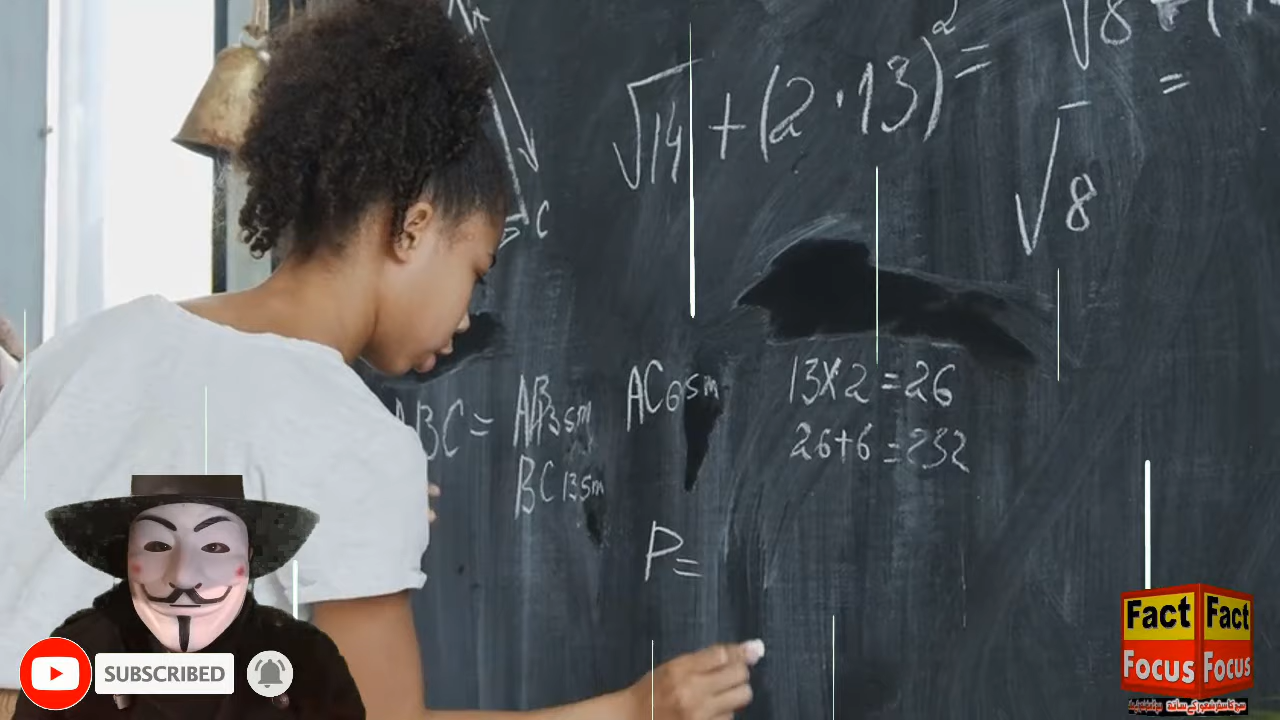 C
√14 + (2 · 13)² =
√8
=
√8
ABC = AB 13sm
BC 13sm
AC 6sm
13x2 = 26
26+6 = 232
P=
SUBSCRIBED
Fact Fact
Focus Focus